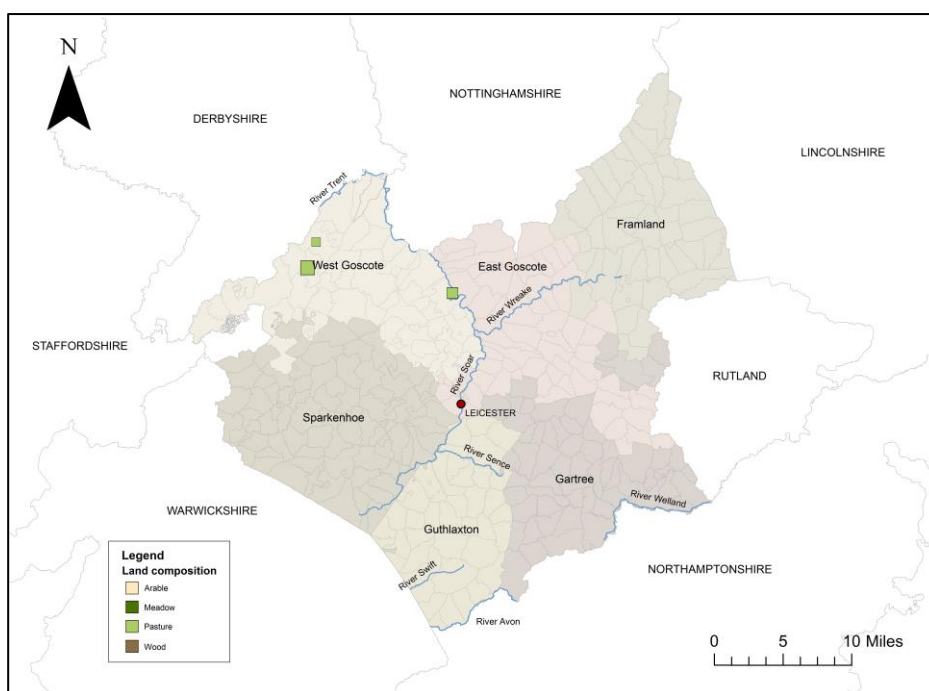 N
NOTTINGHAMSHIRE
DERBYSHIRE
LINCOLNSHIRE
River Trent
Framland
West Goscote
East Goscote
River Wreake
STAFFORDSHIRE
RUTLAND
River Soar
LEICESTER
Sparkenhoe
River Sence
Gartree
River Welland
WARWICKSHIRE
Guthlaxton
NORTHAMPTONSHIRE
River Swift
River Avon
Legend
Land composition
Arable
Meadow
Pasture
Wood
0 5 10 Miles